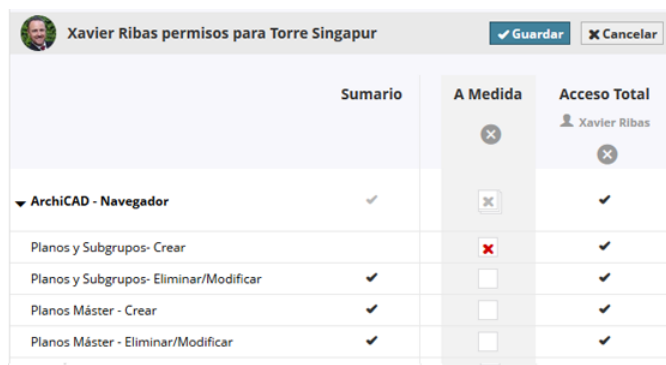 Xavier Ribas permisos para Torre Singapur
Guardar
Cancelar
Sumario
A Medida
Acceso Total
Xavier Ribas
ArchiCAD - Navegador
Planos y Subgrupos- Crear
Planos y Subgrupos- Eliminar/Modificar
Planos Máster - Crear
Planos Máster - Eliminar/Modificar